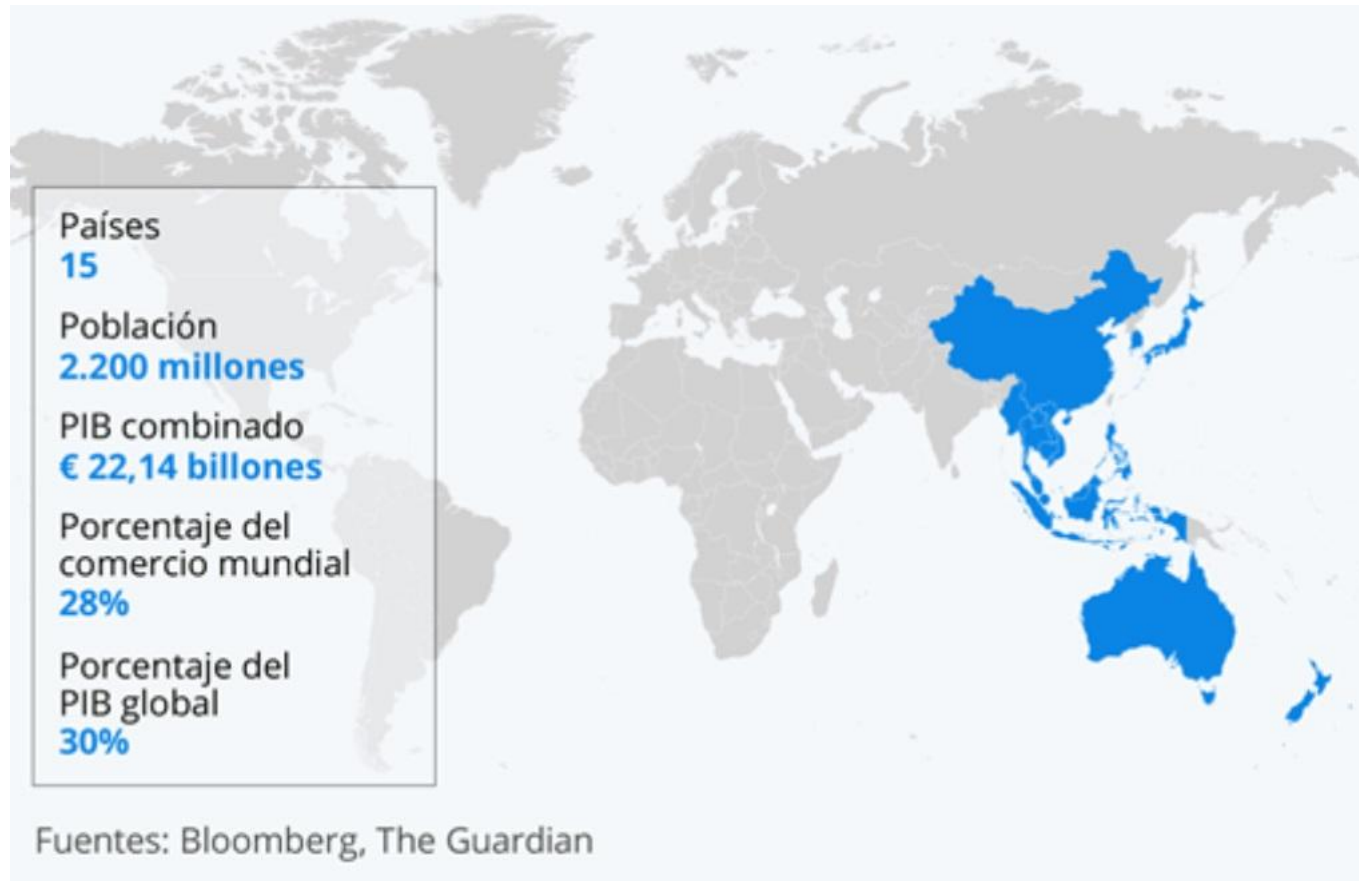 Países
15
Población
2.200 millones
PIB combinado
€ 22,14 billones
Porcentaje del
comercio mundial
28%
Porcentaje del
PIB global
30%
Fuentes: Bloomberg, The Guardian